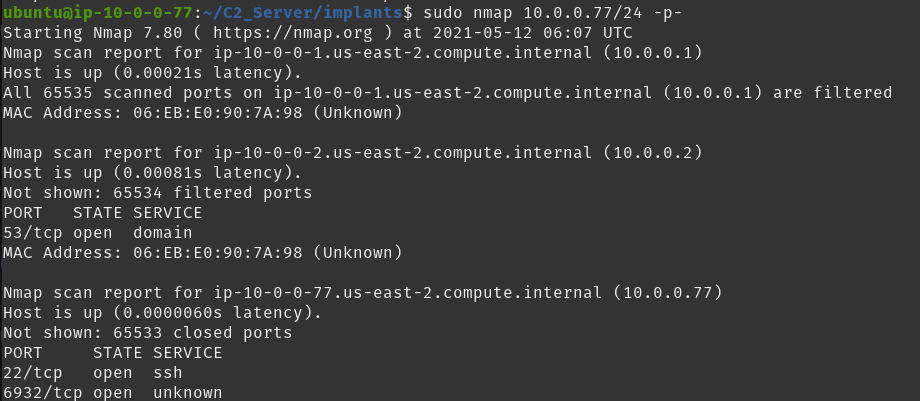 ubuntu@ip-10-0-0-77:~/C2_Server/implants$ sudo nmap 10.0.0.77/24 -p-
Starting Nmap 7.80 ( https://nmap.org ) at 2021-05-12 06:07 UTC
Nmap scan report for ip-10-0-0-1.us-east-2.compute.internal (10.0.0.1)
Host is up (0.00021s latency).
All 65535 scanned ports on ip-10-0-0-1.us-east-2.compute.internal (10.0.0.1) are filtered
MAC Address: 06:EB:E0:90:7A:98 (Unknown)

Nmap scan report for ip-10-0-0-2.us-east-2.compute.internal (10.0.0.2)
Host is up (0.00081s latency).
Not shown: 65534 filtered ports
PORT   STATE SERVICE
53/tcp open  domain
MAC Address: 06:EB:E0:90:7A:98 (Unknown)

Nmap scan report for ip-10-0-0-77.us-east-2.compute.internal (10.0.0.77)
Host is up (0.0000060s latency).
Not shown: 65533 closed ports
PORT     STATE SERVICE
22/tcp   open  ssh
6932/tcp open  unknown